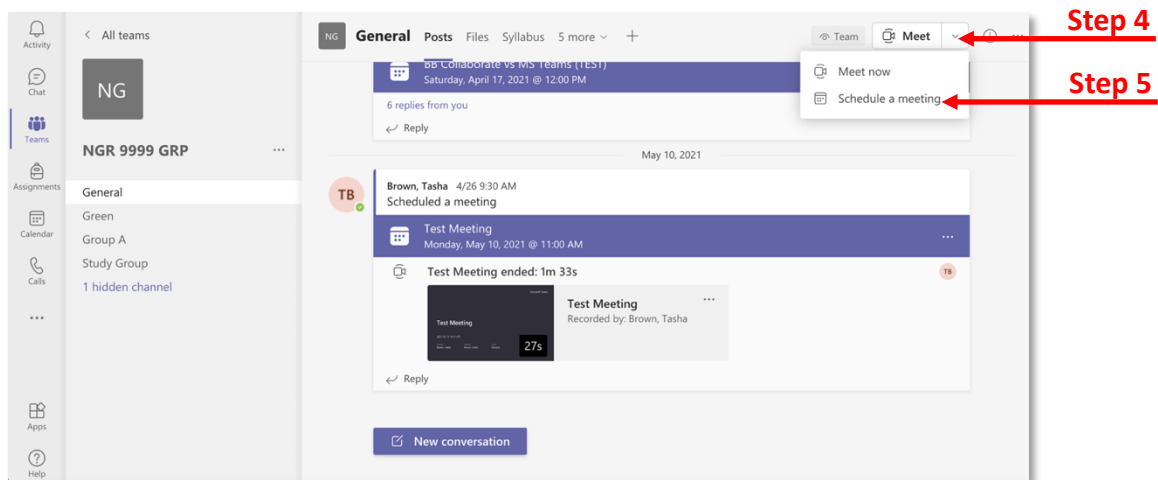 Activity
Chat
Teams
Assignments
Calendar
Calls
Apps
Help
All teams
NG
NGR 9999 GRP
General
Green
Group A
Study Group
1 hidden channel
NG General Posts Files Syllabus 5 more
Team Meet
Step 4
Meet now
Schedule a meeting
Step 5
BB Collaborate vs MS Teams (TEST)
Saturday, April 17, 2021 @ 12:00 PM
6 replies from you
Reply
May 10, 2021
TB
Brown, Tasha 4/26 9:30 AM
Scheduled a meeting
Test Meeting
Monday, May 10, 2021 @ 11:00 AM
Test Meeting ended: 1m 33s
TB
Test Meeting
27s
Test Meeting
Recorded by: Brown, Tasha
Reply
New conversation